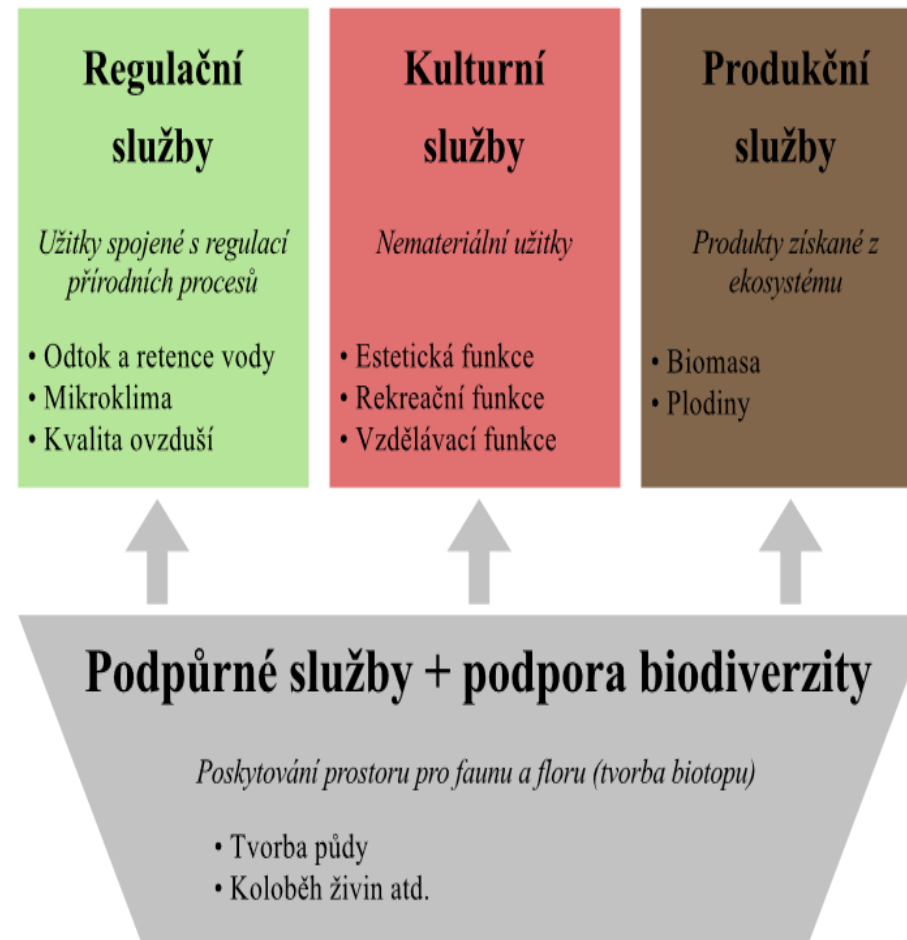 Regulační
služby
Užitky spojené s regulací
přírodních procesů
• Odtok a retence vody
• Mikroklima
• Kvalita ovzduší
Kulturní
služby
Nemateriální užitky
• Estetická funkce
• Rekreační funkce
• Vzdělávací funkce
Produkční
služby
Produkty získané z
ekosystému
• Biomasa
• Plodiny
Podpůrné služby + podpora biodiverzity
Poskytování prostoru pro faunu a floru (tvorba biotopu)
• Tvorba půdy
• Koloběh živin atd.